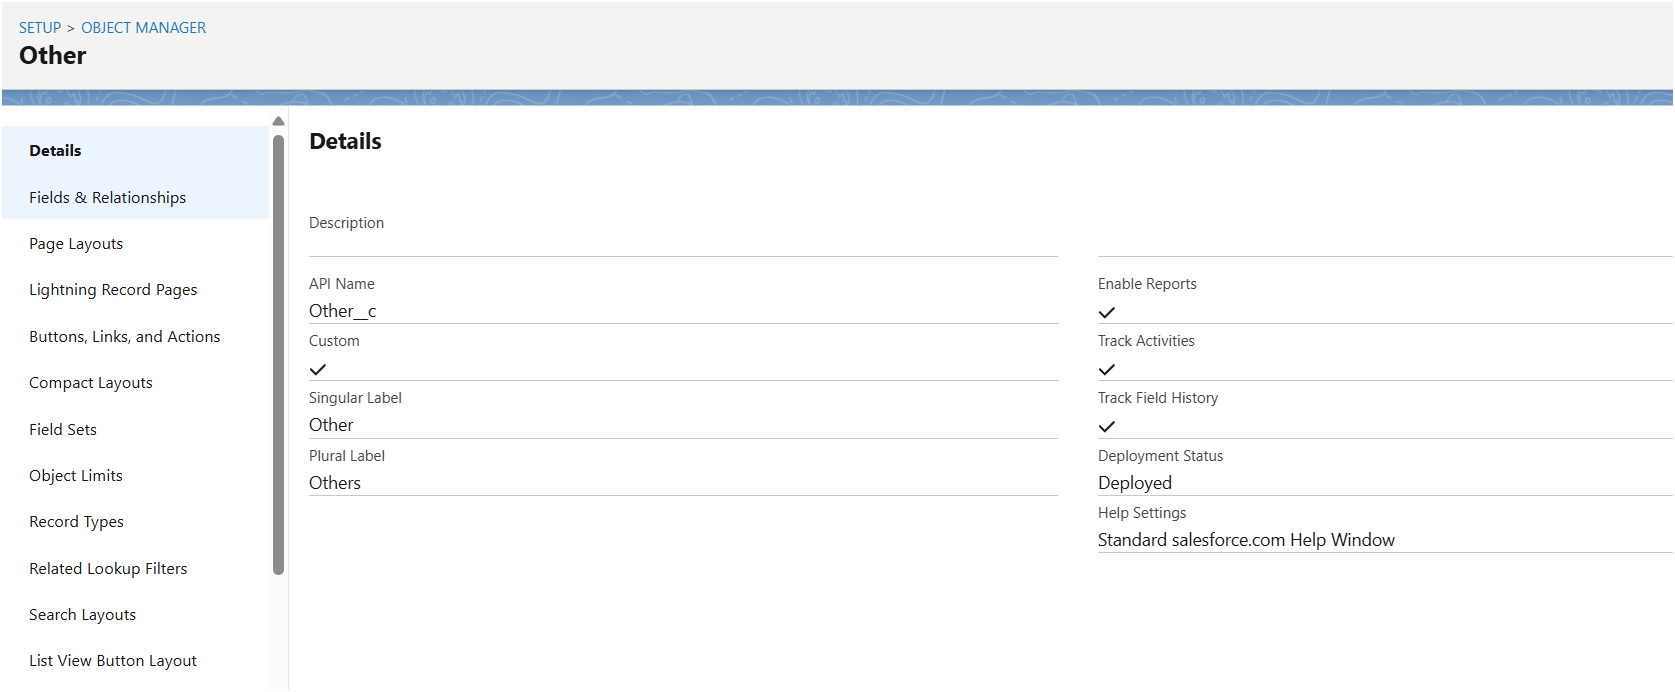 SETUP > OBJECT MANAGER
Other
Details
Fields & Relationships
Page Layouts
Lightning Record Pages
Buttons, Links, and Actions
Compact Layouts
Field Sets
Object Limits
Record Types
Related Lookup Filters
Search Layouts
List View Button Layout
Details
Description
API Name
Other__c
Custom
Singular Label
Other
Plural Label
Others
Enable Reports
Track Activities
Track Field History
Deployment Status
Deployed
Help Settings
Standard salesforce.com Help Window